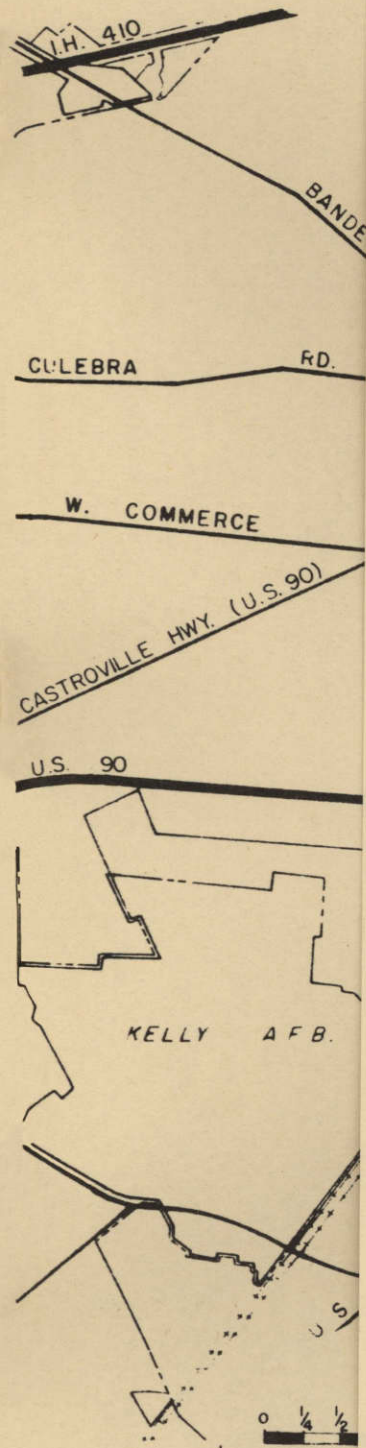 I.H. 410
BANDE
CULEBRA RD.
W. COMMERCE
CASTROVILLE HWY. (U.S. 90)
U.S. 90
KELLY AFB.
U S
0 1/4 1/2